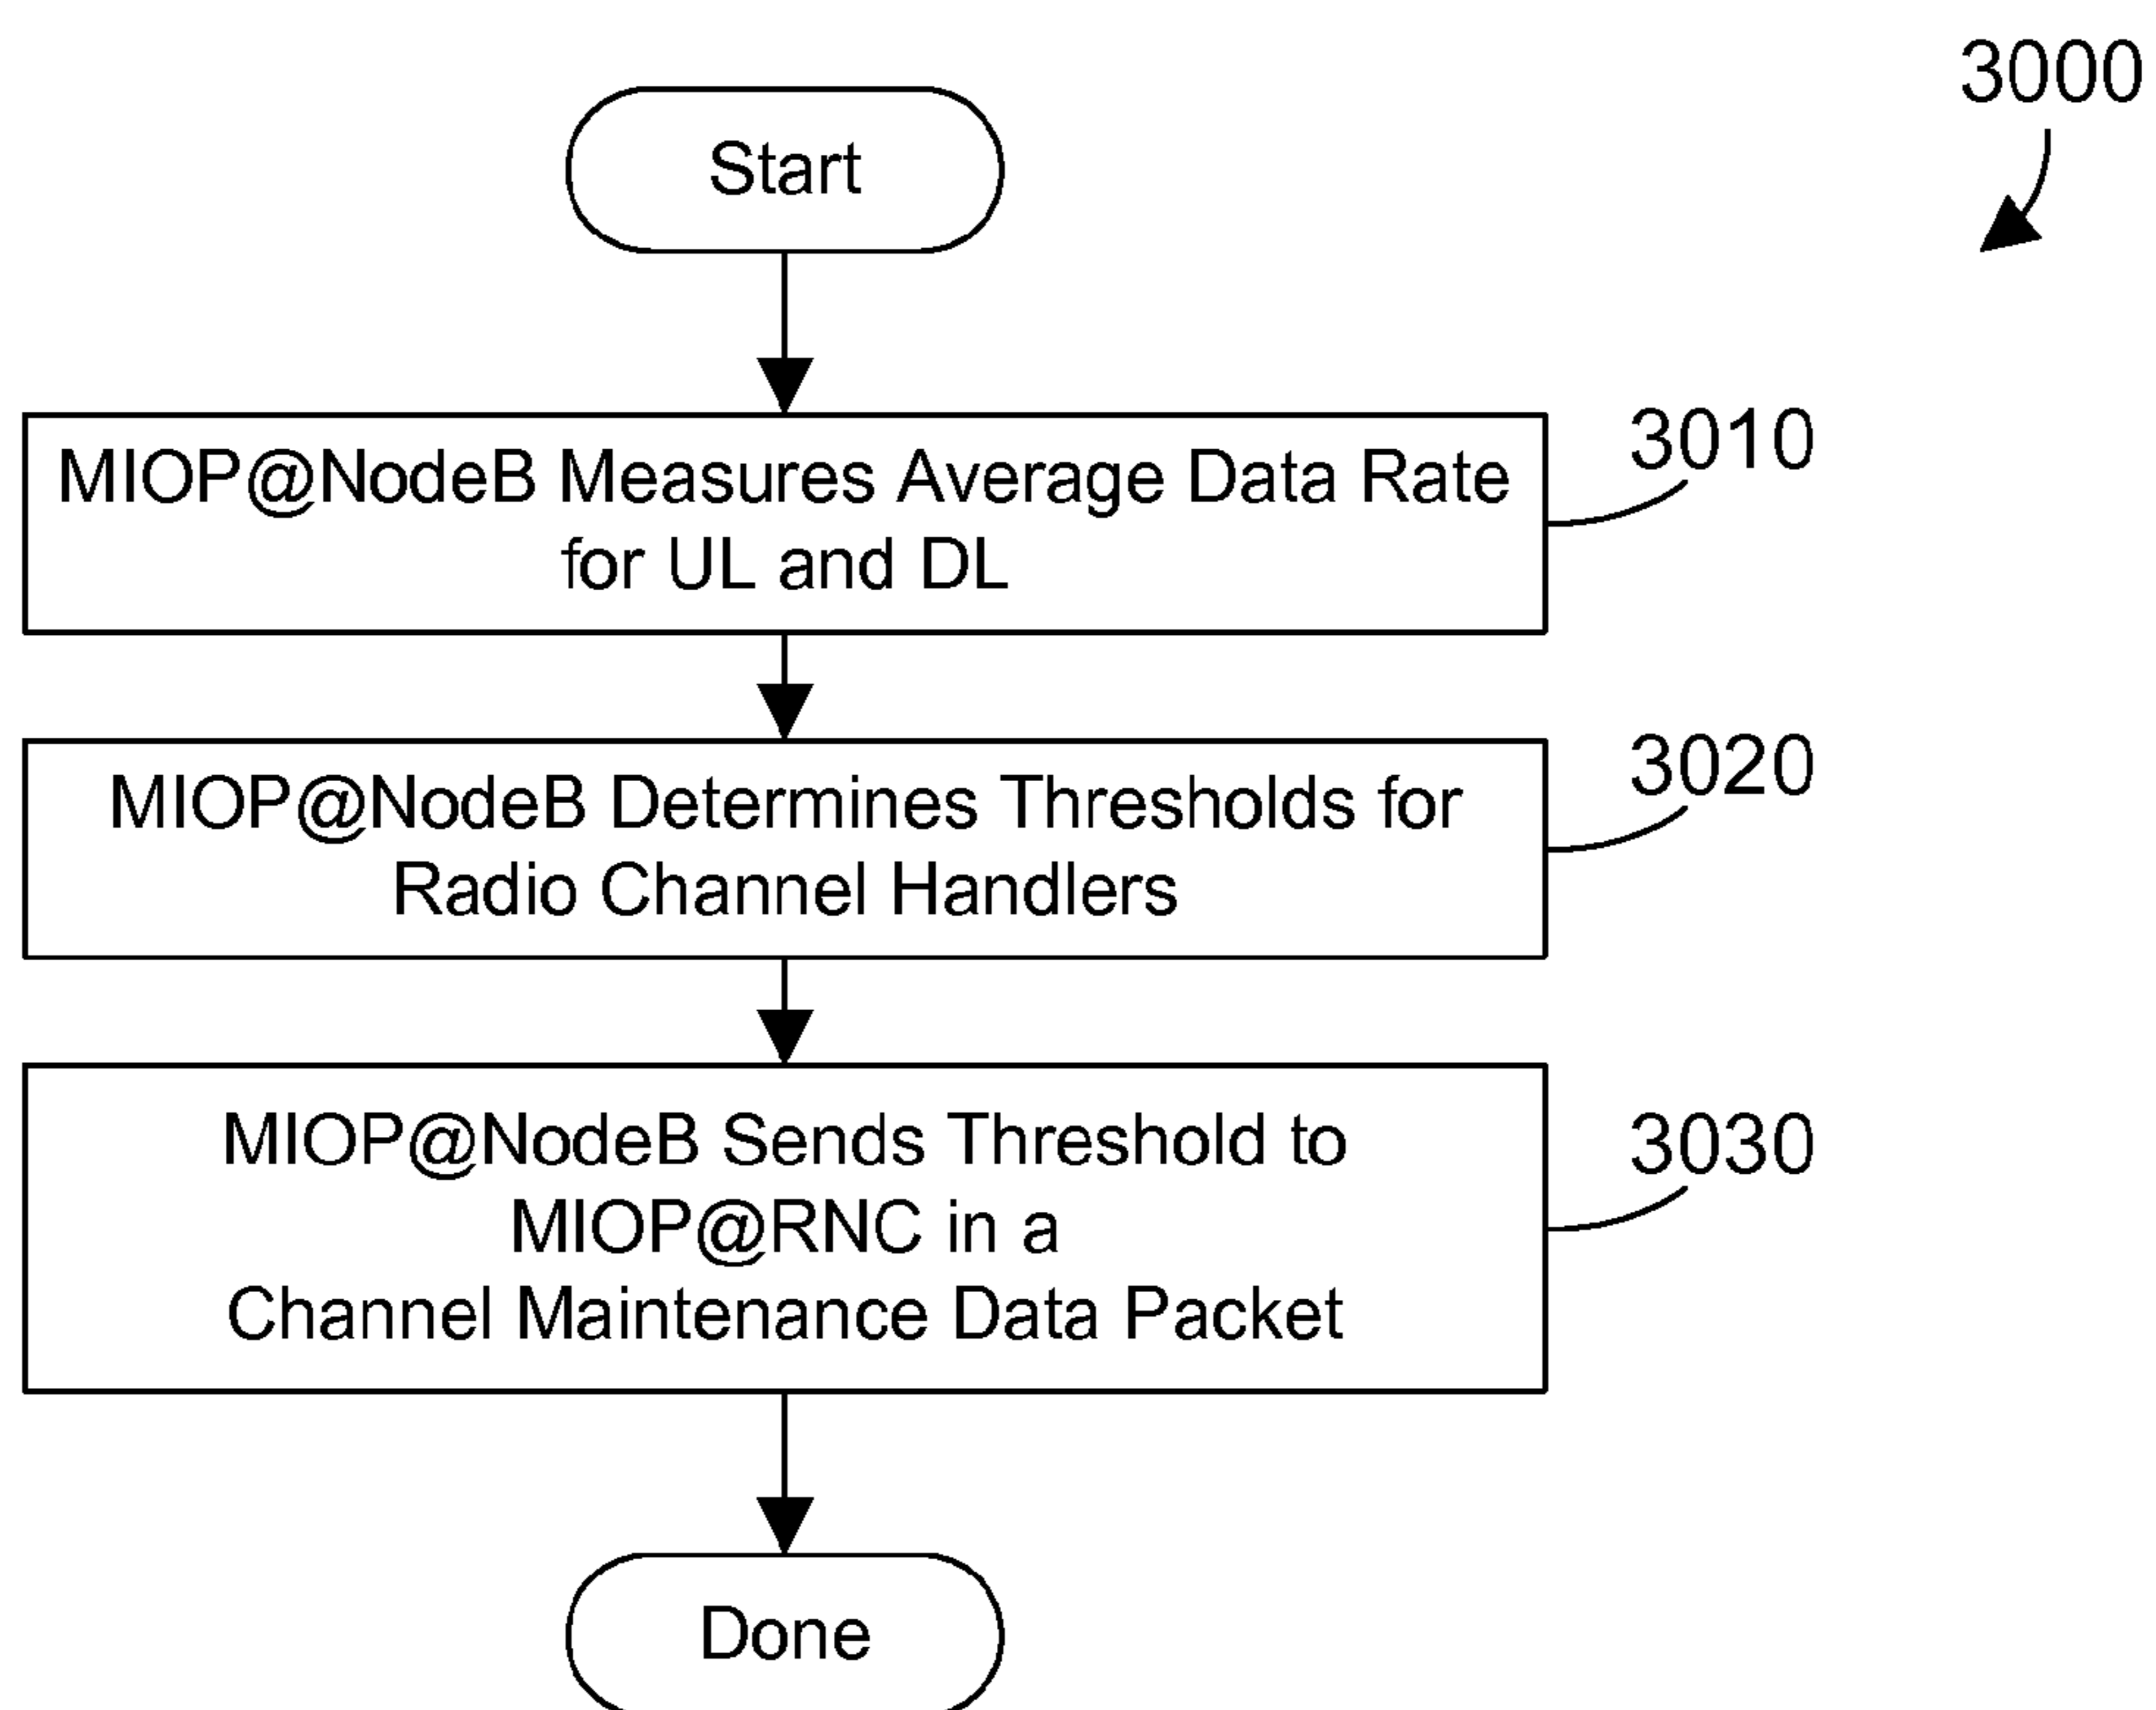 3000
Start
MIOP@NodeB Measures Average Data Rate
for UL and DL
3010
MIOP@NodeB Determines Thresholds for
Radio Channel Handlers
3020
MIOP@NodeB Sends Threshold to
MIOP@RNC in a
Channel Maintenance Data Packet
3030
Done